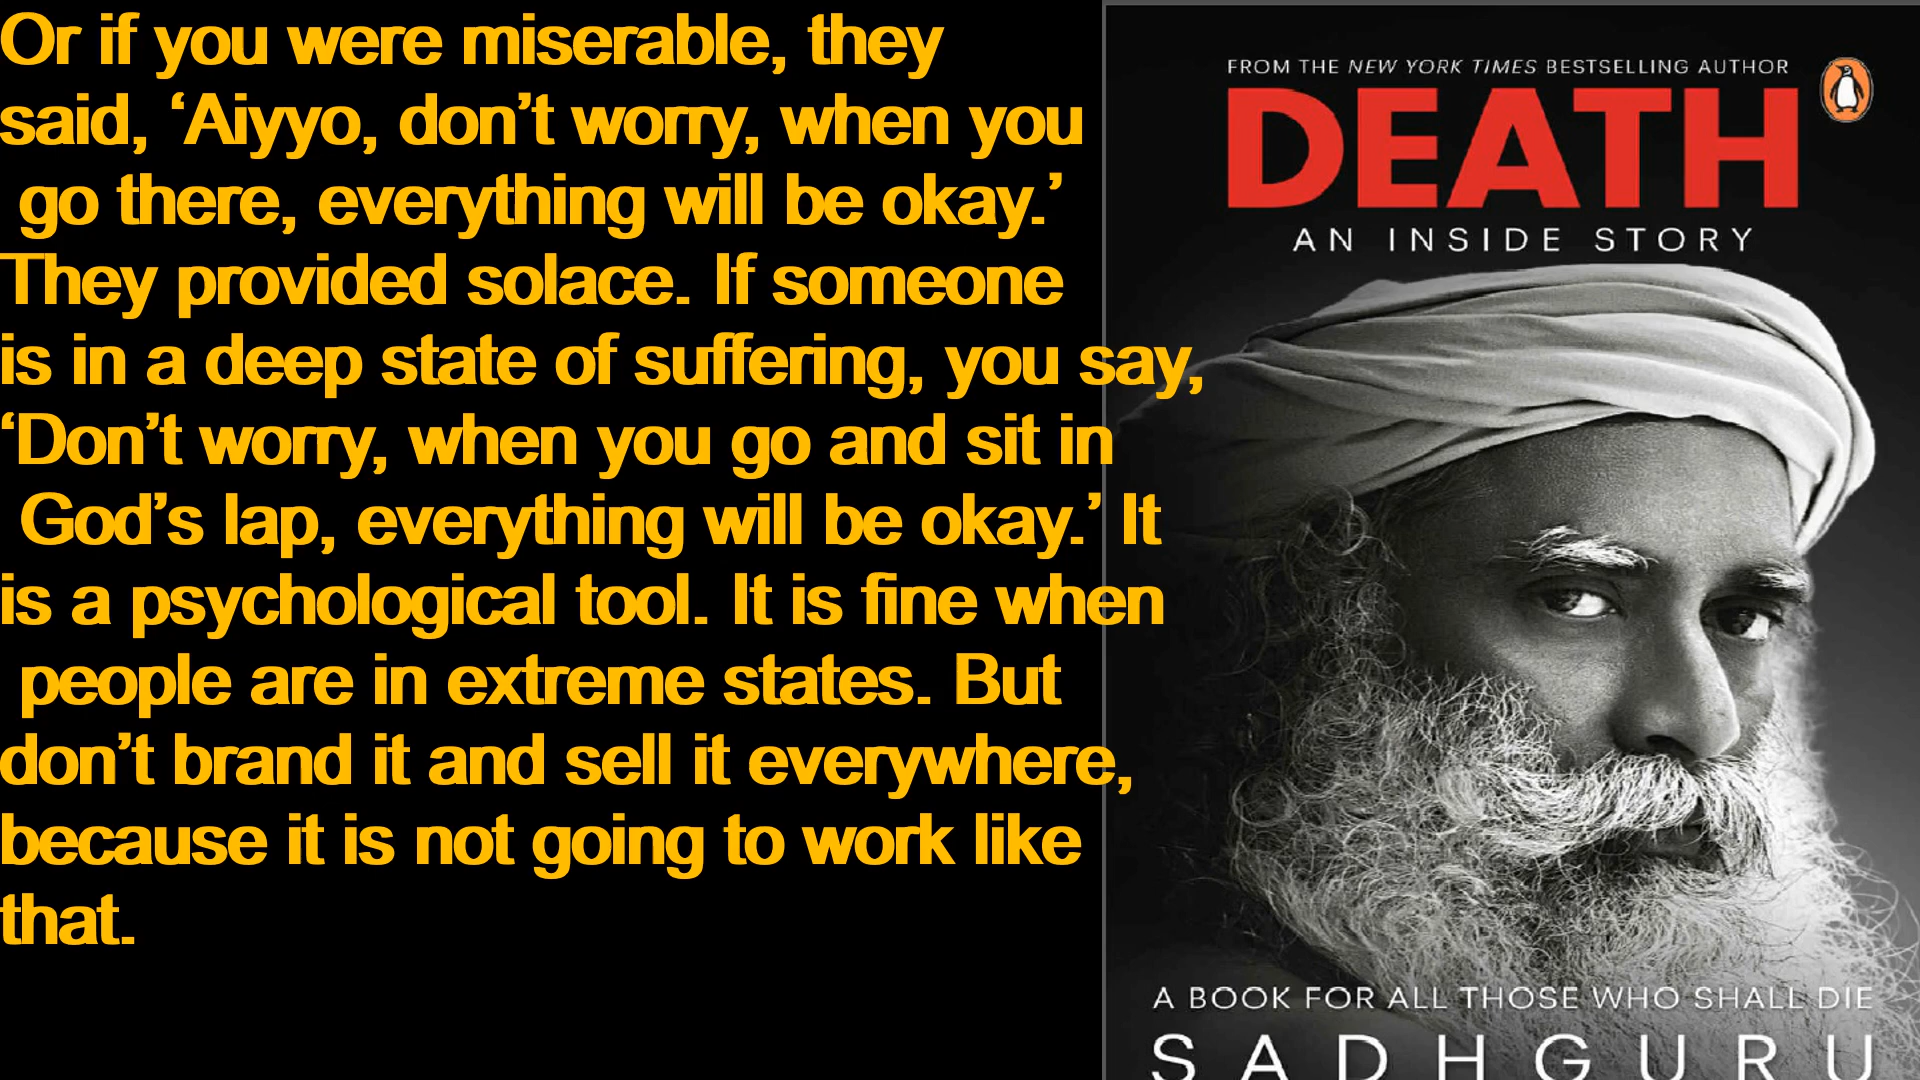 Or if you were miserable, they
said, ‘Aiyyo, don’t worry, when you
go there, everything will be okay.’
They provided solace. If someone
is in a deep state of suffering, you say,
‘Don’t worry, when you go and sit in
God’s lap, everything will be okay.’ It
is a psychological tool. It is fine when
people are in extreme states. But
don’t brand it and sell it everywhere,
because it is not going to work like
that.
FROM THE NEW YORK TIMES BESTSELLING AUTHOR
DEATH
AN INSIDE STORY
A BOOK FOR ALL THOSE WHO SHALL DIE
SADHGURU